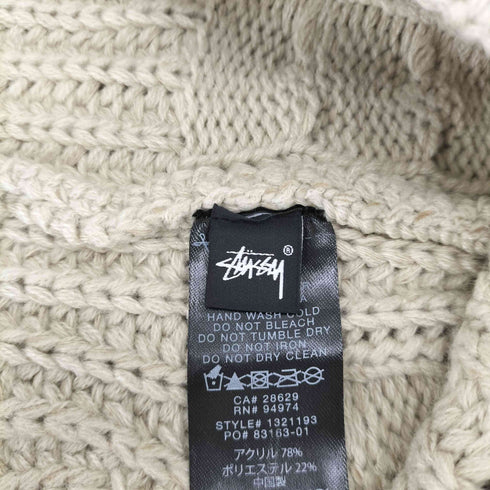 STÜSSY®
HAND WASH COLD
DO NOT BLEACH
DO NOT TUMBLE DRY
DO NOT IRON
DO NOT DRY CLEAN
CA# 28629
RN# 94974
STYLE# 1321193
PO# 83163-01
アクリル 78%
ポリエステル 22%
中国製